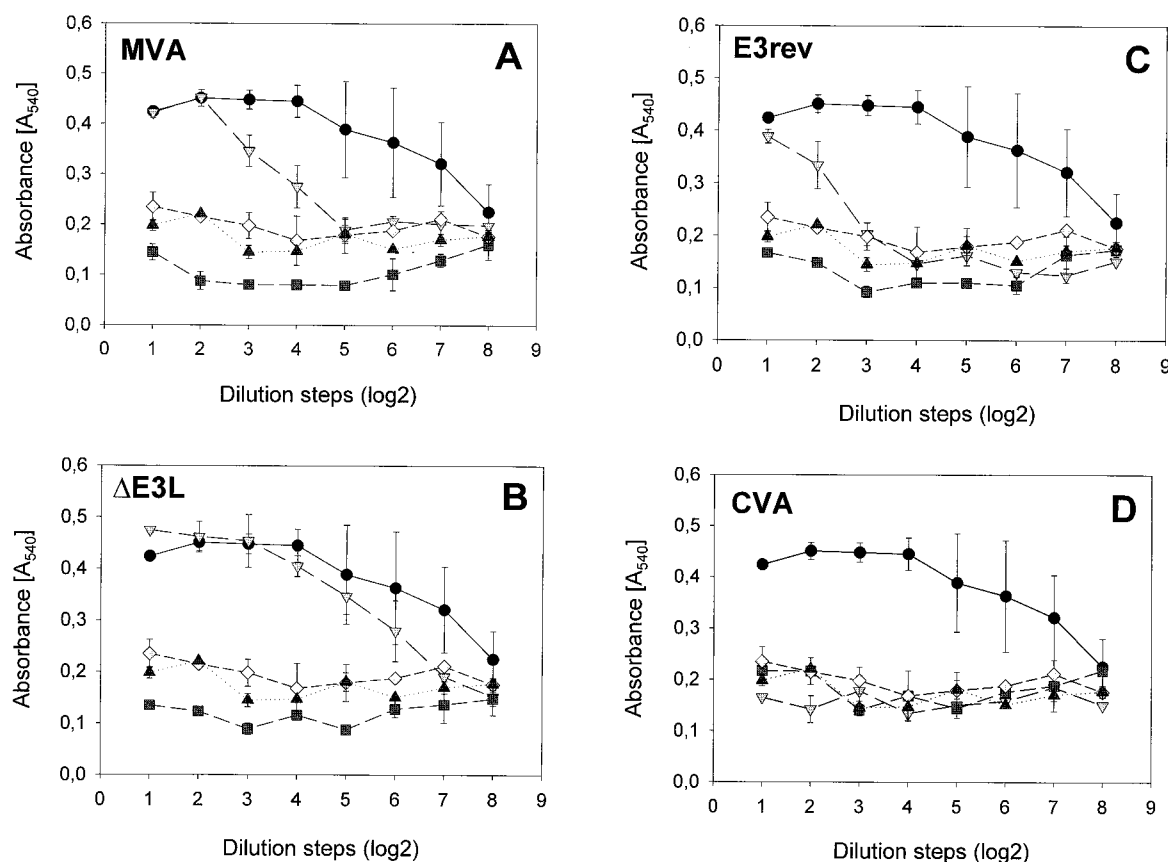 MVA
A
0,6
0,5
0,4
0,3
0,2
0,1
0,0
Absorbance [A540]
0 1 2 3 4 5 6 7 8 9
Dilution steps (log2)
E3rev
C
0,6
0,5
0,4
0,3
0,2
0,1
0,0
Absorbance [A540]
0 1 2 3 4 5 6 7 8 9
Dilution steps (log2)
ΔE3L
B
0,6
0,5
0,4
0,3
0,2
0,1
0,0
Absorbance [A540]
0 1 2 3 4 5 6 7 8 9
Dilution steps (log2)
CVA
D
0,6
0,5
0,4
0,3
0,2
0,1
0,0
Absorbance [A540]
0 1 2 3 4 5 6 7 8 9
Dilution steps (log2)